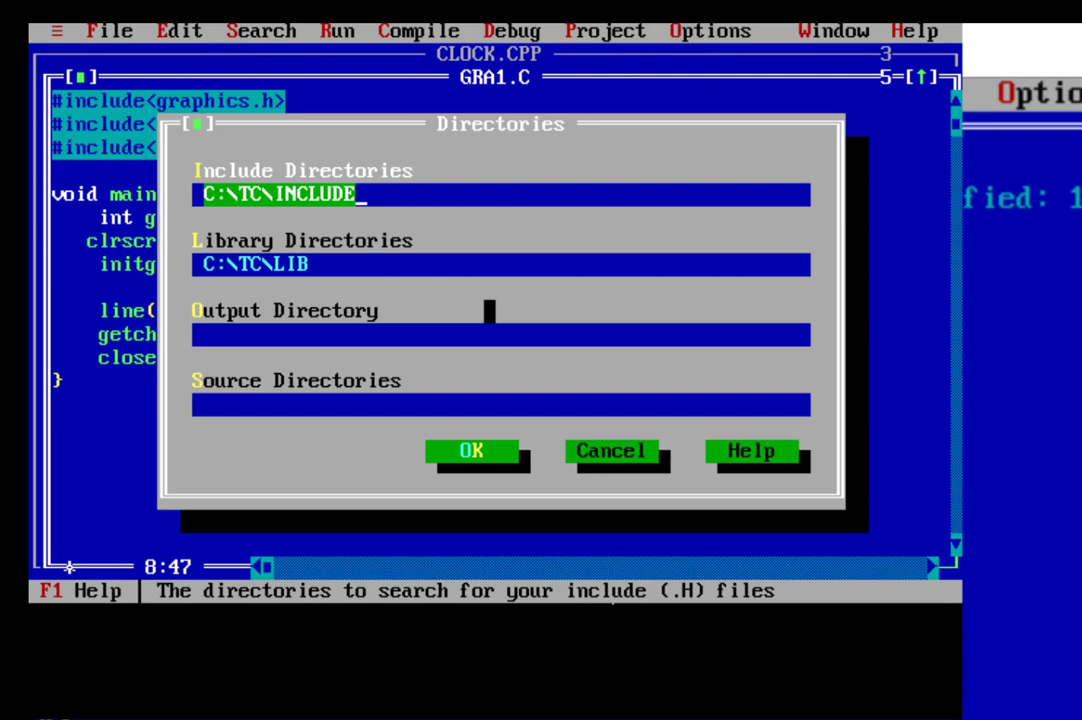 ≡ File Edit Search Run Compile Debug Project Options Window Help
CLOCK.CPP 3
[■] GRA1.C 5=[↑]
Optio
#include<graphics.h>
#include<
#include<
[■] Directories
Include Directories
C:\TC\INCLUDE_
void main
int g
fied: 1
clrscr
Library Directories
initg
C:\TC\LIB
line(
Output Directory
getch
close
}
Source Directories
OK Cancel Help
8:47
F1 Help │ The directories to search for your include (.H) files